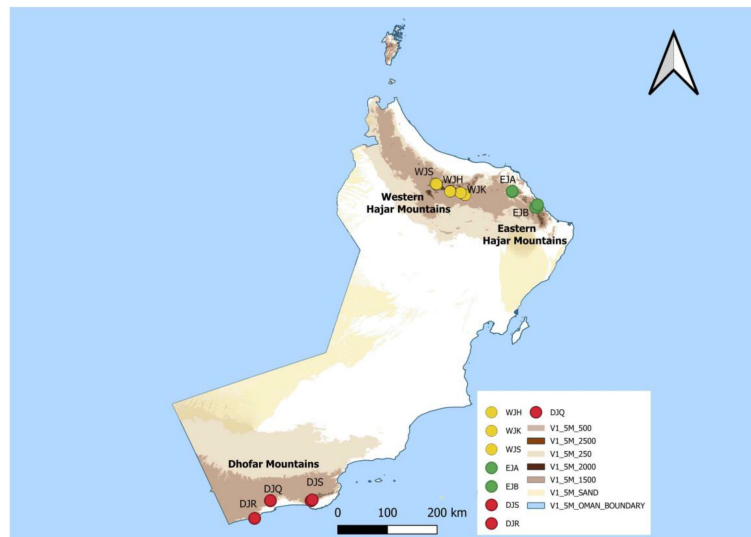 WJS
WJH
WJK
EJA
Western
Hajar Mountains
EJB
Eastern
Hajar Mountains
Dhofar Mountains
DJS
DJQ
DJR
0 100 200 km
WJH DJQ
WJK V1_5M_500
V1_5M_2500
WJS V1_5M_250
EJA V1_5M_2000
EJB V1_5M_1500
DJS V1_5M_SAND
DJR V1_5M_OMAN_BOUNDARY